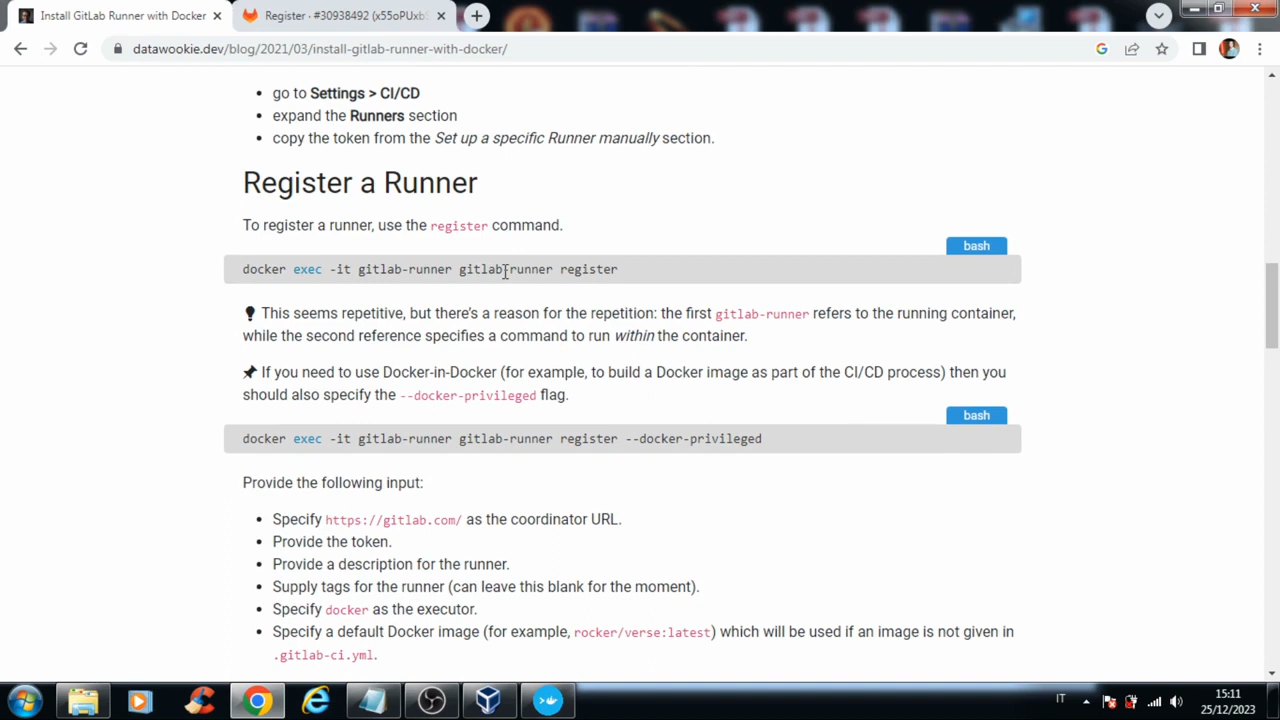 Install GitLab Runner with Docker
Register · #30938492 (x55oPUxb
datawookie.dev/blog/2021/03/install-gitlab-runner-with-docker/
go to Settings > CI/CD
expand the Runners section
copy the token from the Set up a specific Runner manually section.
Register a Runner
To register a runner, use the register command.
bash
docker exec -it gitlab-runner gitlab-runner register
This seems repetitive, but there's a reason for the repetition: the first gitlab-runner refers to the running container,
while the second reference specifies a command to run within the container.
If you need to use Docker-in-Docker (for example, to build a Docker image as part of the CI/CD process) then you
should also specify the --docker-privileged flag.
bash
docker exec -it gitlab-runner gitlab-runner register --docker-privileged
Provide the following input:
Specify https://gitlab.com/ as the coordinator URL.
Provide the token.
Provide a description for the runner.
Supply tags for the runner (can leave this blank for the moment).
Specify docker as the executor.
Specify a default Docker image (for example, rocker/verse:latest) which will be used if an image is not given in
.gitlab-ci.yml.
IT
15:11
25/12/2023